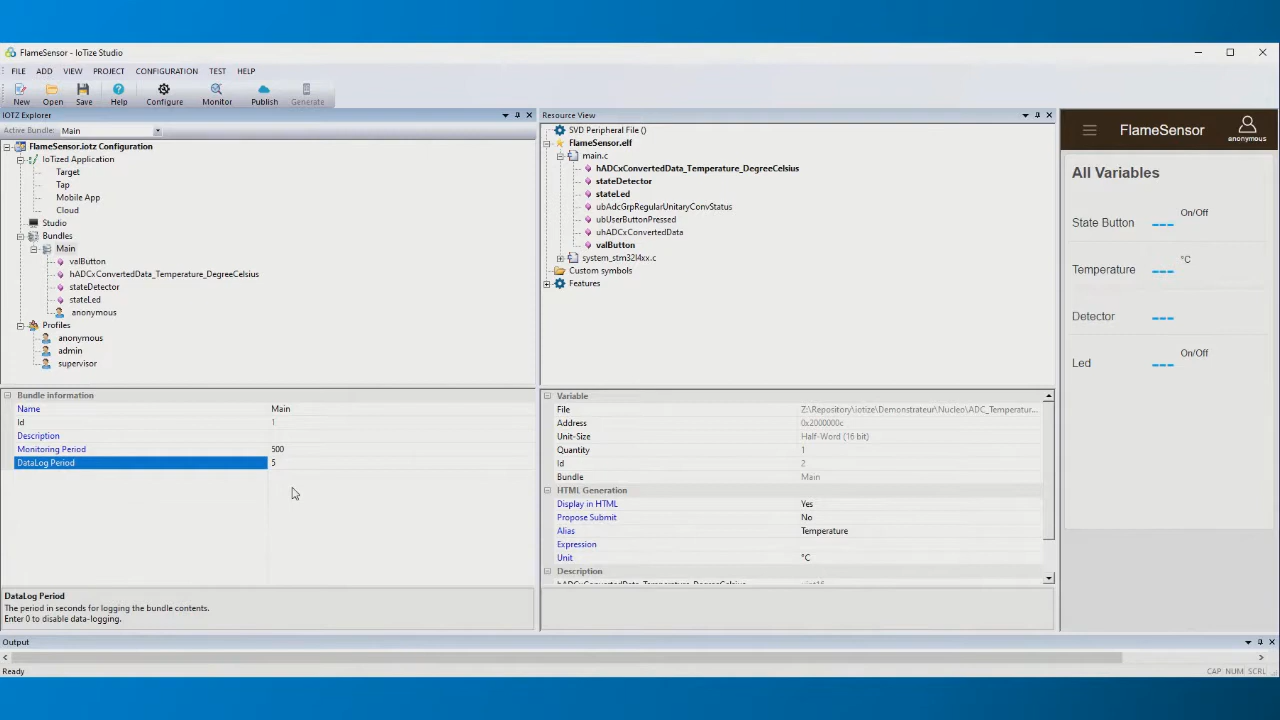 FlameSensor - IoTize Studio
FILE ADD VIEW PROJECT CONFIGURATION TEST HELP
New Open Save Help Configure Monitor Publish Generate
IOTZ Explorer
Active Bundle: Main
FlameSensor.iotz Configuration
IoTized Application
Target
Tap
Mobile App
Cloud
Studio
Bundles
Main
valButton
hADCxConvertedData_Temperature_DegreeCelsius
stateDetector
stateLed
anonymous
Profiles
anonymous
admin
supervisor
Bundle information
Name Main
Id 1
Description
Monitoring Period 500
DataLog Period 5
DataLog Period
The period in seconds for logging the bundle contents.
Enter 0 to disable data-logging.
Resource View
SVD Peripheral File ()
FlameSensor.elf
main.c
hADCxConvertedData_Temperature_DegreeCelsius
stateDetector
stateLed
ubAdcGrpRegularUnitaryConvStatus
ubUserButtonPressed
uhADCxConvertedData
valButton
system_stm32l4xx.c
Custom symbols
Features
Variable
File Z:\Repository\iotize\Demonstrateur\Nucleo\ADC_Temperatur...
Address 0x2000000c
Unit-Size Half-Word (16 bit)
Quantity 1
Id 2
Bundle Main
HTML Generation
Display in HTML Yes
Propose Submit No
Alias Temperature
Expression
Unit °C
Description
FlameSensor
anonymous
All Variables
State Button --- On/Off
Temperature --- °C
Detector ---
Led --- On/Off
Output
Ready
CAP NUM SCRL